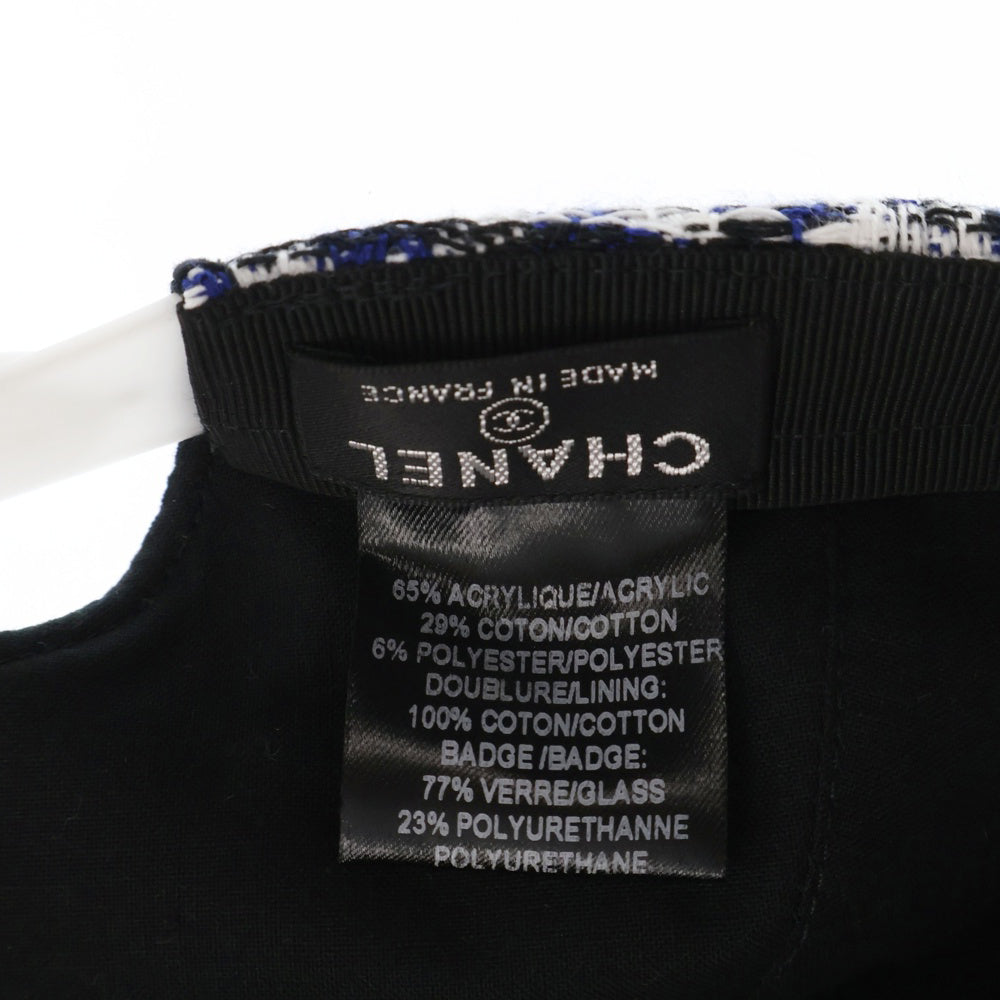 CHANEL
MADE IN FRANCE
65% ACRYLIQUE/ACRYLIC
29% COTON/COTTON
6% POLYESTER/POLYESTER
DOUBLURE/LINING:
100% COTON/COTTON
BADGE /BADGE:
77% VERRE/GLASS
23% POLYURETHANNE
POLYURETHANE